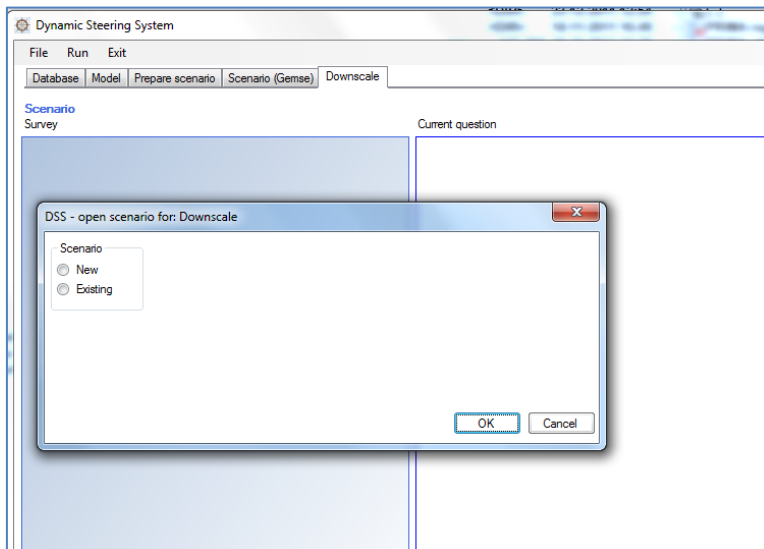 Dynamic Steering System
File Run Exit
Database Model Prepare scenario Scenario (Gemse) Downscale
Scenario
Survey Current question
DSS - open scenario for: Downscale
Scenario
New
Existing
OK Cancel